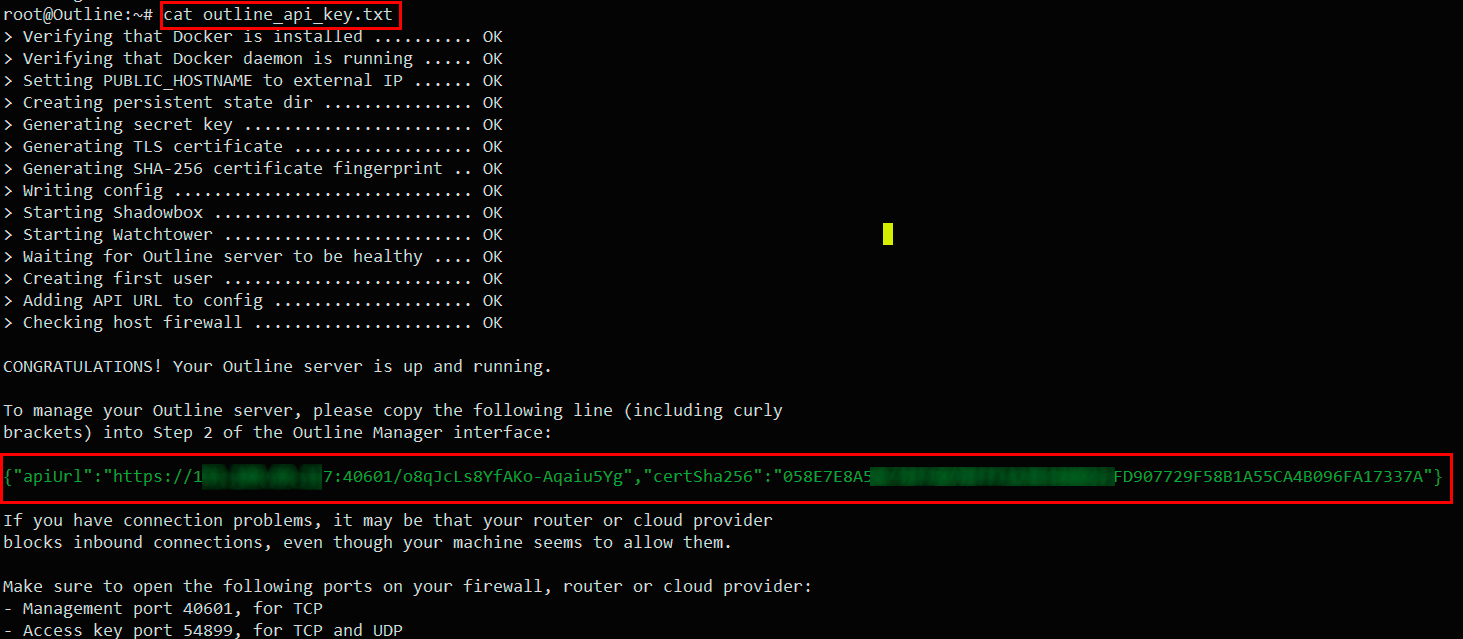 root@Outline:~# cat outline_api_key.txt
> Verifying that Docker is installed .......... OK
> Verifying that Docker daemon is running ..... OK
> Setting PUBLIC_HOSTNAME to external IP ...... OK
> Creating persistent state dir ............... OK
> Generating secret key ....................... OK
> Generating TLS certificate .................. OK
> Generating SHA-256 certificate fingerprint .. OK
> Writing config .............................. OK
> Starting Shadowbox .......................... OK
> Starting Watchtower ......................... OK
> Waiting for Outline server to be healthy .... OK
> Creating first user ......................... OK
> Adding API URL to config .................... OK
> Checking host firewall ...................... OK
CONGRATULATIONS! Your Outline server is up and running.
To manage your Outline server, please copy the following line (including curly
brackets) into Step 2 of the Outline Manager interface:
{"apiUrl":"https://1 7:40601/o8qJcLs8YfAKo-Aqaiu5Yg","certSha256":"058E7E8A5 FD907729F58B1A55CA4B096FA17337A"}
If you have connection problems, it may be that your router or cloud provider
blocks inbound connections, even though your machine seems to allow them.
Make sure to open the following ports on your firewall, router or cloud provider:
- Management port 40601, for TCP
- Access key port 54899, for TCP and UDP